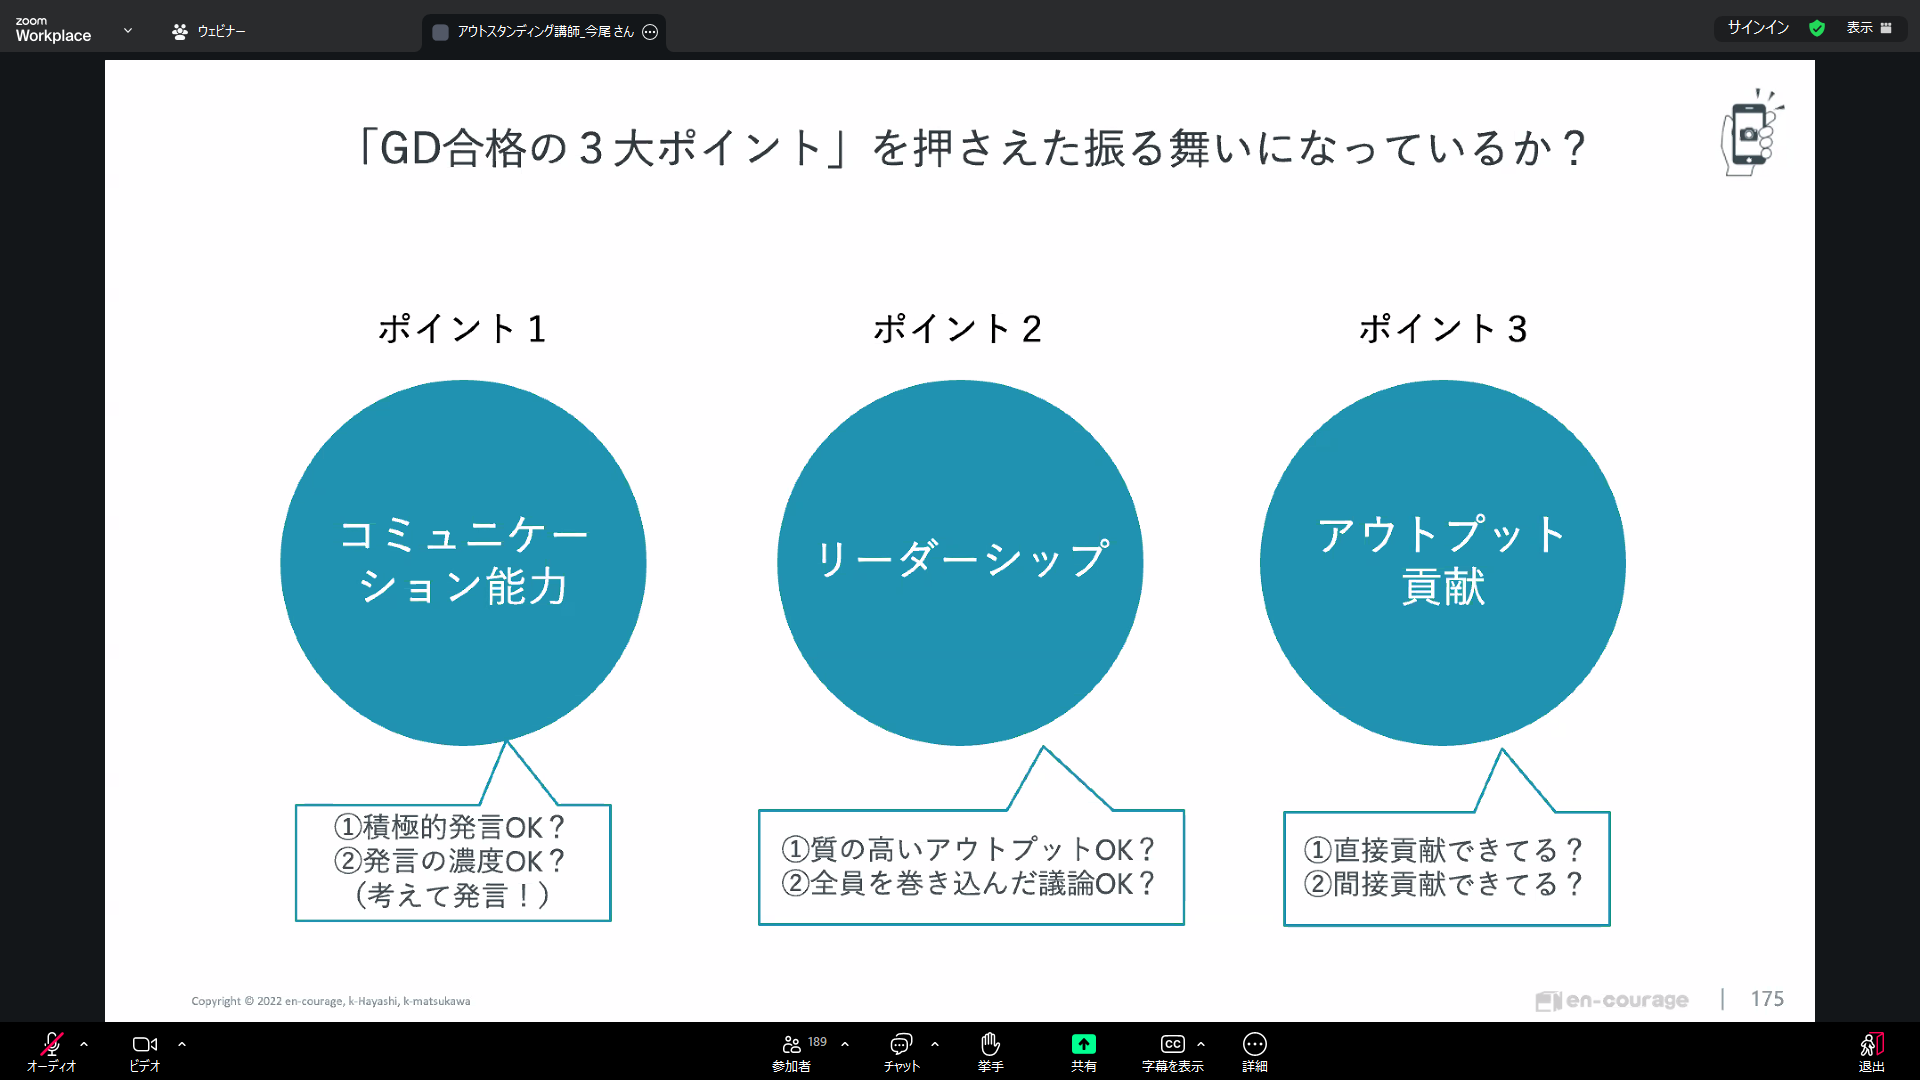 zoom
Workplace
ウェビナー
アウトスタンディング講師_今尾 さん
サインイン
表示
「GD合格の３大ポイント」を押さえた振る舞いになっているか？
ポイント１
ポイント２
ポイント３
コミュニケー
ション能力
リーダーシップ
アウトプット
貢献
①積極的発言OK？
②発言の濃度OK？
（考えて発言！）
①質の高いアウトプットOK？
②全員を巻き込んだ議論OK？
①直接貢献できてる？
②間接貢献できてる？
Copyright © 2022 en-courage, k-Hayashi, k-matsukawa
en-courage
175
オーディオ
ビデオ
189
参加者
チャット
挙手
共有
CC
字幕を表示
詳細
退出